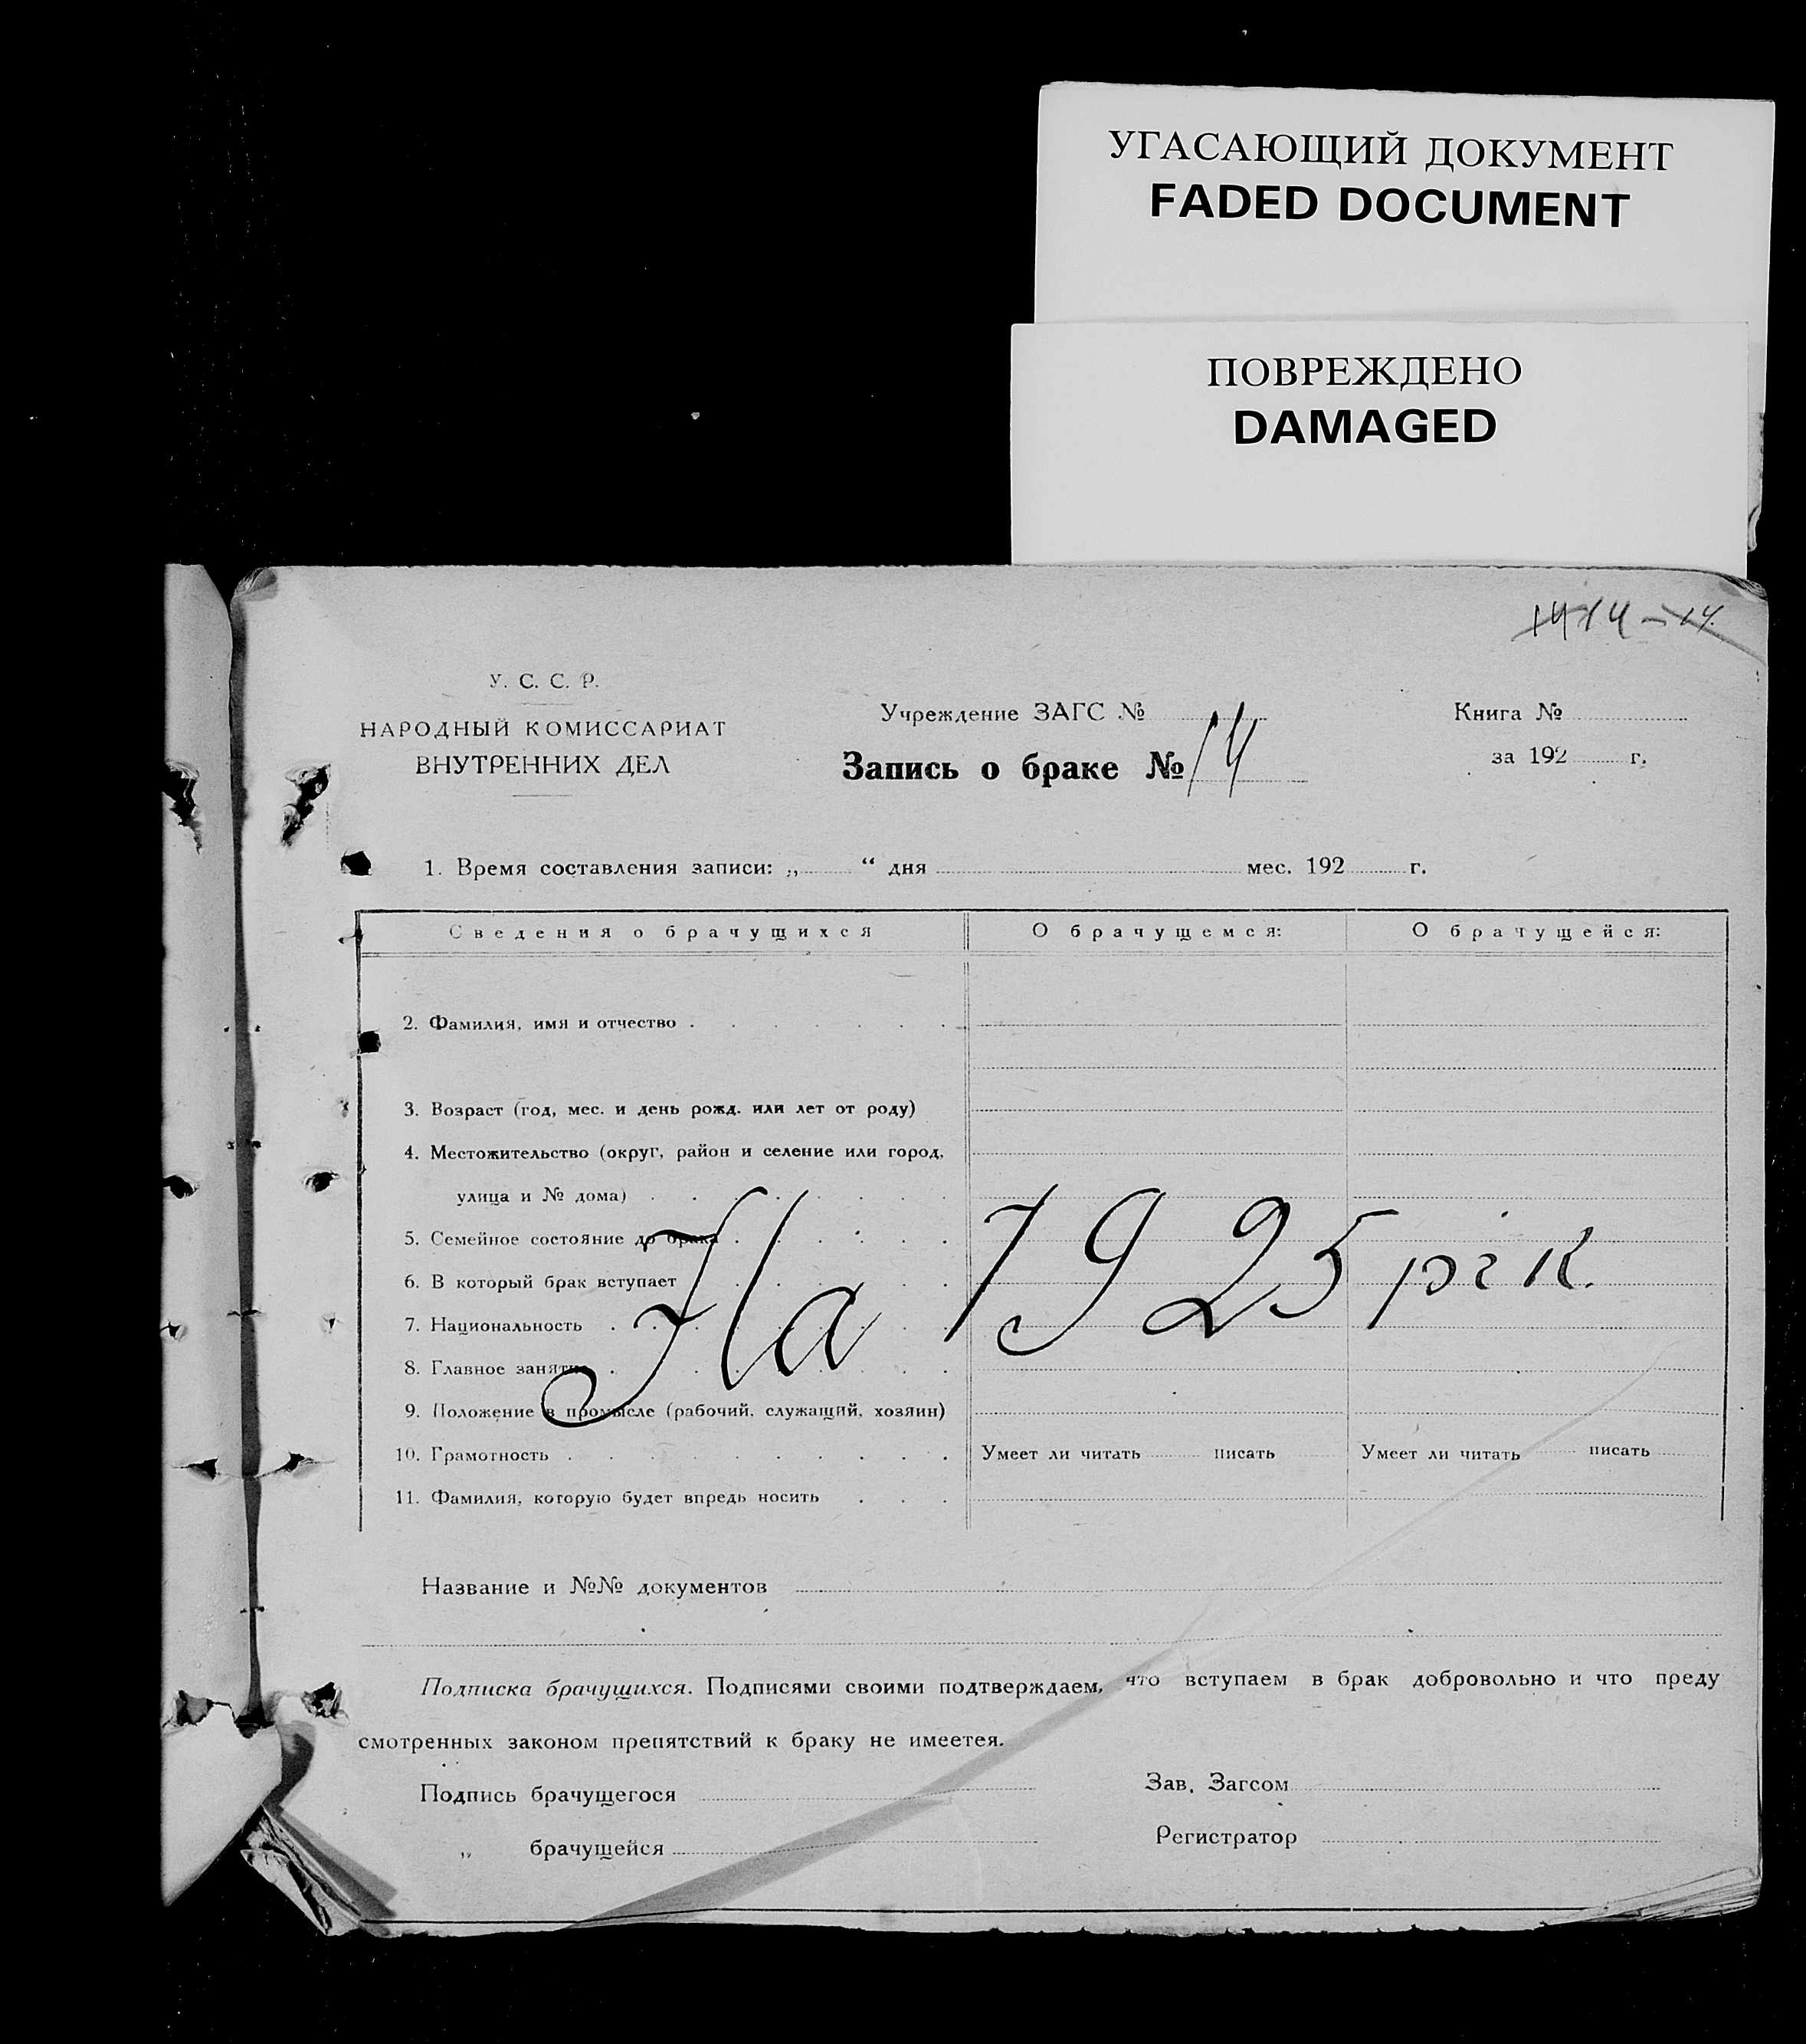 УГАСАЮЩИЙ ДОКУМЕНТ
FADED DOCUMENT
ПОВРЕЖДЕНО
DAMAGED
У. С. С. Р.
НАРОДНЫЙ КОМИССАРИАТ
ВНУТРЕННИХ ДЕЛ
Учреждение ЗАГС №
Запись о браке № 14
Книга №
за 192 г.
1. Время составления записи: „ “ дня мес. 192 г.
Сведения о брачущихся О брачущемся: О брачущейся:
2. Фамилия, имя и отчество
3. Возраст (год, мес. и день рожд. или лет от роду)
4. Местожительство (округ, район и селение или город,
улица и № дома)
5. Семейное состояние до брака
6. В который брак вступает
7. Национальность
8. Главное занятие
9. Положение в промысле (рабочий, служащий, хозяин)
На 1925 рік.
10. Грамотность Умеет ли читать писать Умеет ли читать писать
11. Фамилия, которую будет впредь носить
Название и №№ документов
Подписка брачущихся. Подписями своими подтверждаем, что вступаем в брак добровольно и что преду
смотренных законом препятствий к браку не имеетея.
Подпись брачущегося Зав. Загсом
„ брачущейся Регистратор